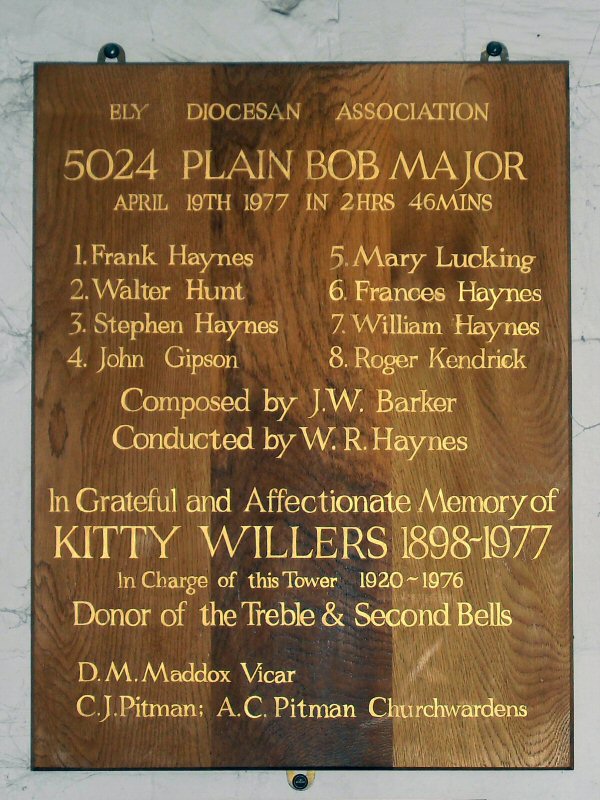 ELY DIOCESAN ASSOCIATION
5024 PLAIN BOB MAJOR
APRIL 19TH 1977 IN 2HRS 46MINS
1. Frank Haynes 5. Mary Lucking
2. Walter Hunt 6. Frances Haynes
3. Stephen Haynes 7. William Haynes
4. John Gipson 8. Roger Kendrick
Composed by J.W. Barker
Conducted by W. R. Haynes
In Grateful and Affectionate Memory of
KITTY WILLERS 1898~1977
In Charge of this Tower 1920~1976
Donor of the Treble & Second Bells
D. M. Maddox Vicar
C.J. Pitman; A.C. Pitman Churchwardens